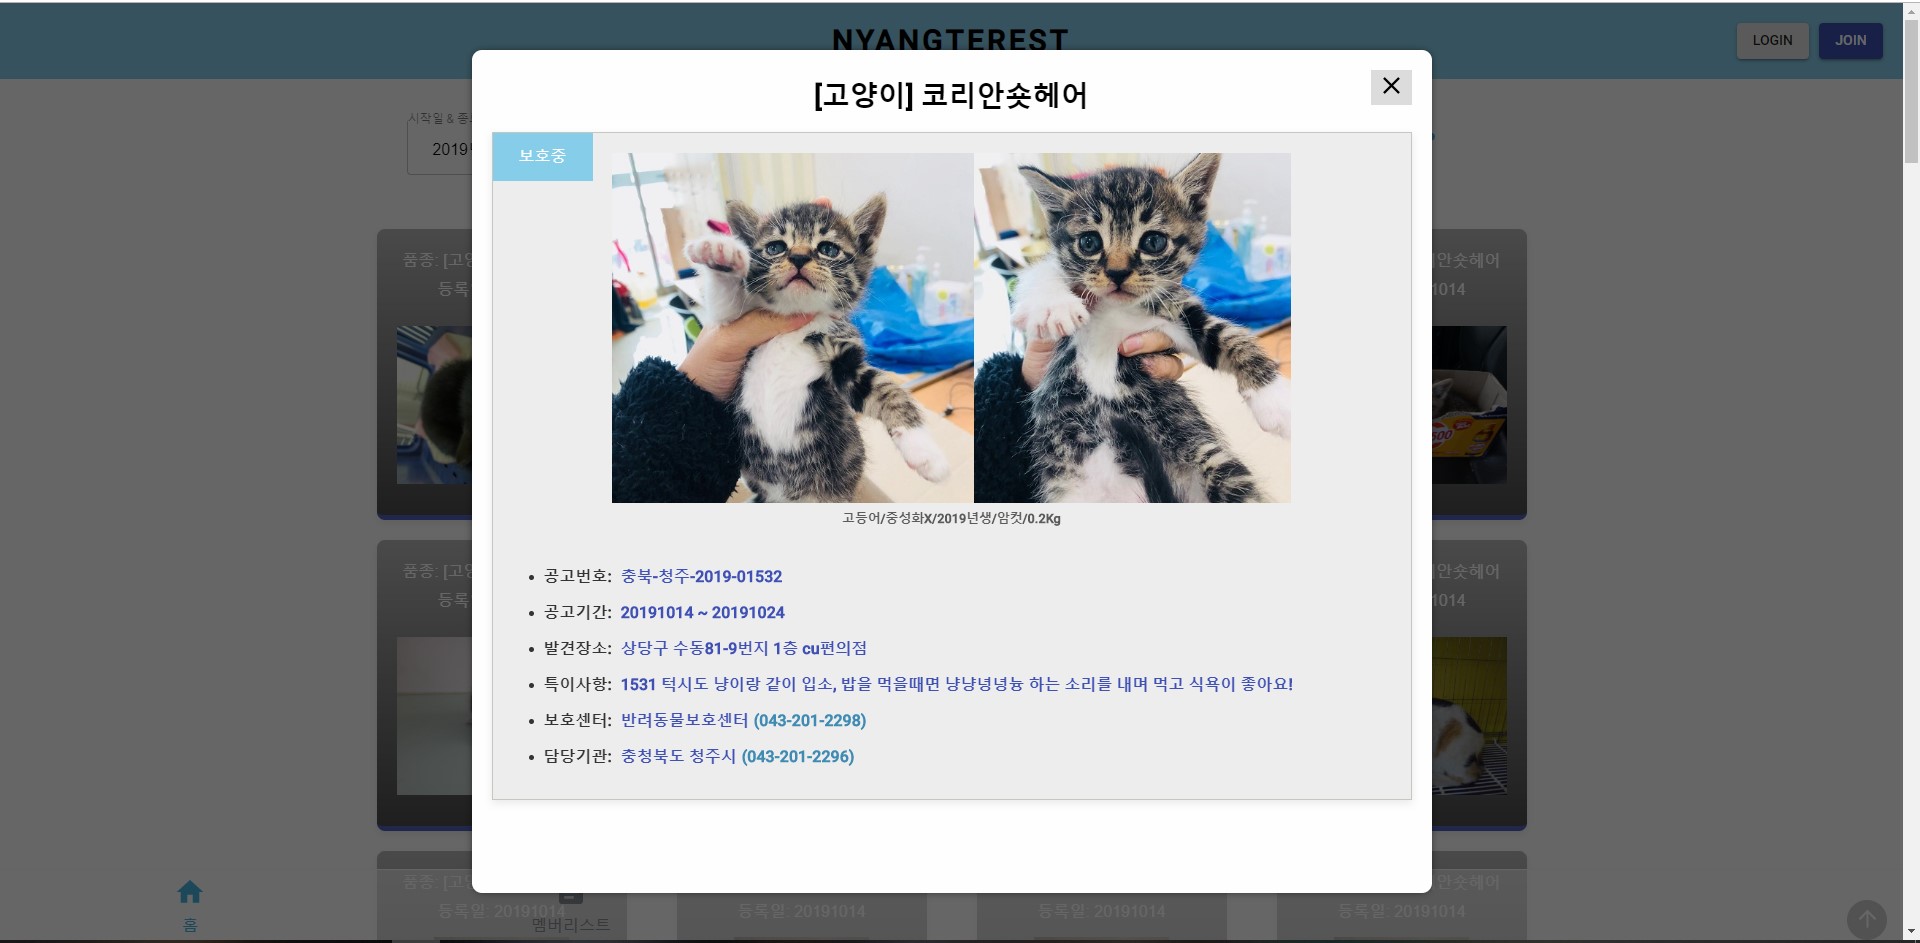 NYANGTEREST
LOGIN
JOIN
[고양이] 코리안숏헤어
시작일 & 종
2019
보호중
고등어/중성화X/2019년생/암컷/0.2Kg
공고번호: 충북-청주-2019-01532
공고기간: 20191014 ~ 20191024
발견장소: 상당구 수동81-9번지 1층 cu편의점
특이사항: 1531 턱시도 냥이랑 같이 입소, 밥을 먹을때면 냥냥녕녕늉 하는 소리를 내며 먹고 식욕이 좋아요!
보호센터: 반려동물보호센터 (043-201-2298)
담당기관: 충청북도 청주시 (043-201-2296)
품종: [고
등록
안숏헤어
1014
500
품종: [고
등록
안숏헤어
1014
품종: [고
안숏헤어
등록일: 20191014
등록일: 20191014
등록일: 20191014
등록일: 20191014
홈
멤버리스트